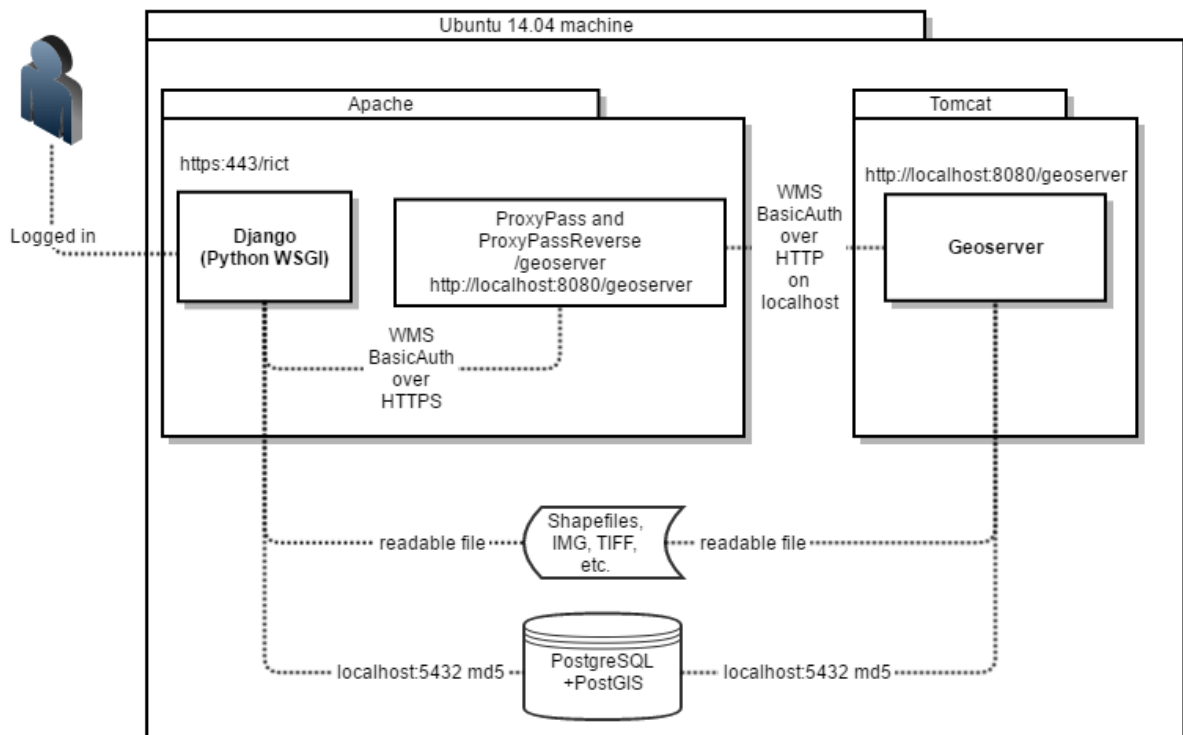 Ubuntu 14.04 machine
Apache
Tomcat
https:443/rict
http://localhost:8080/geoserver
Logged in
Django
(Python WSGI)
ProxyPass and
ProxyPassReverse
/geoserver
http://localhost:8080/geoserver
WMS
BasicAuth
over
HTTP
on
localhost
Geoserver
WMS
BasicAuth
over
HTTPS
readable file
Shapefiles,
IMG, TIFF,
etc.
readable file
localhost:5432 md5
PostgreSQL
+PostGIS
localhost:5432 md5